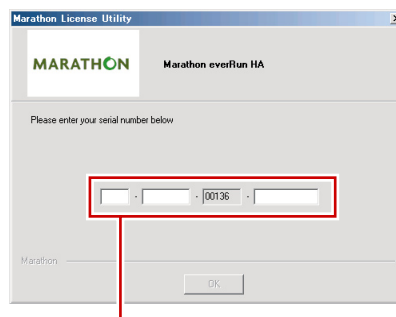 Marathon License Utility
MARATHON
Marathon everRun HA
Please enter your serial number below
- - 00136 -
Marathon
OK